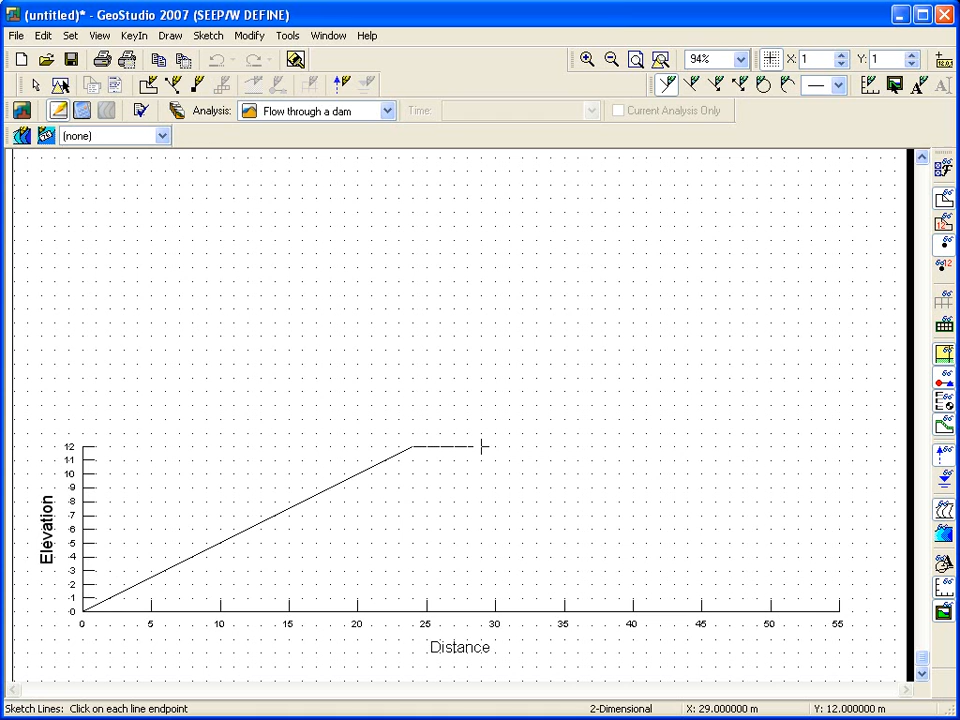 (untitled)* - GeoStudio 2007 (SEEP/W DEFINE)
File Edit Set View KeyIn Draw Sketch Modify Tools Window Help
94% X: 1 Y: 1
Analysis: Flow through a dam Time: Current Analysis Only
(none)
12
11
10
9
8
7
6
5
4
3
2
1
0
Elevation
0 5 10 15 20 25 30 35 40 45 50 55
Distance
Sketch Lines: Click on each line endpoint 2-Dimensional X: 29.000000 m Y: 12.000000 m